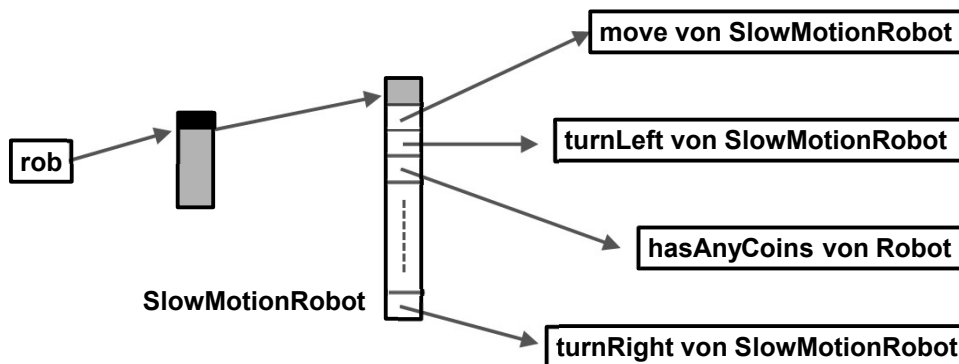 move von SlowMotionRobot
turnLeft von SlowMotionRobot
rob
hasAnyCoins von Robot
SlowMotionRobot
turnRight von SlowMotionRobot